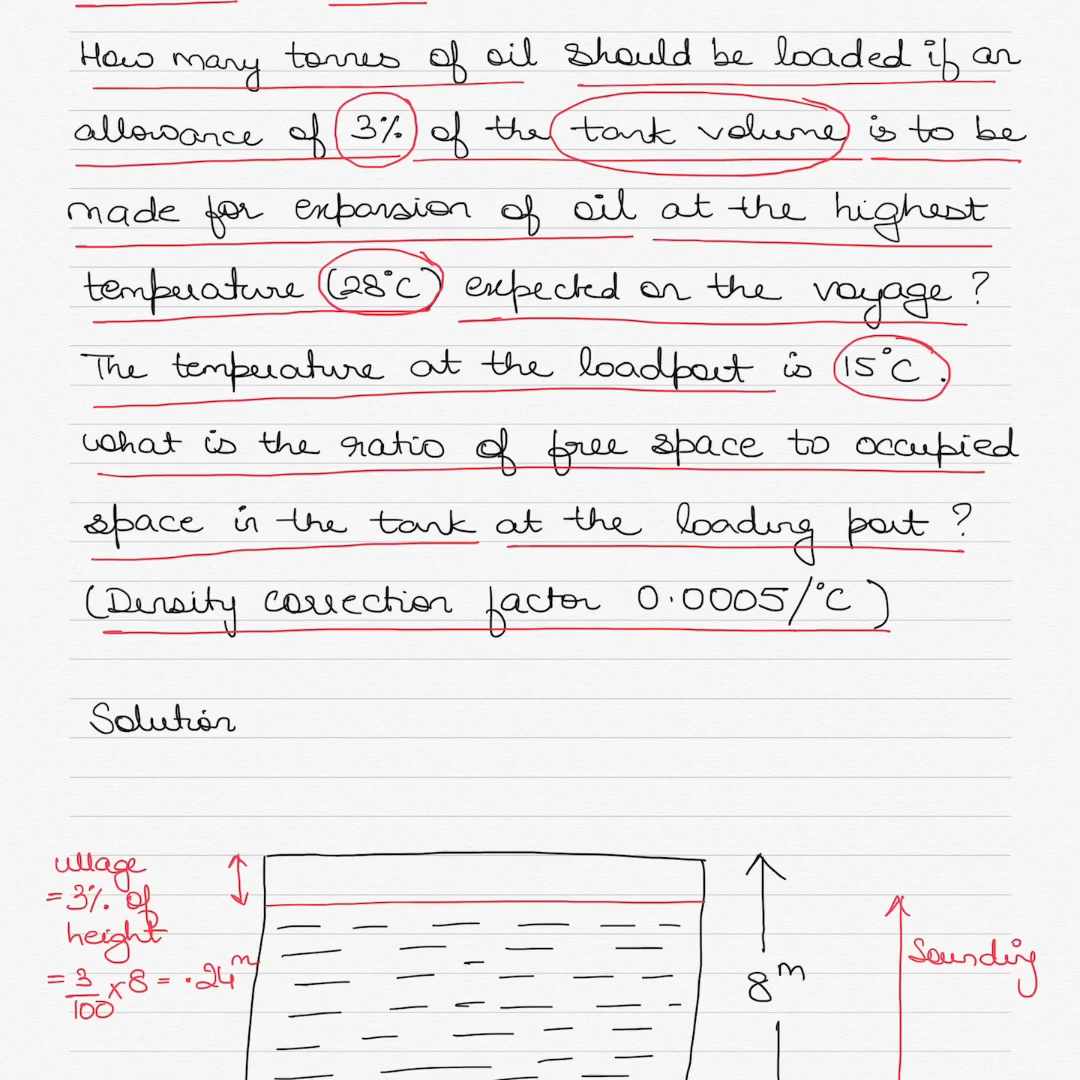 How many tonnes of oil should be loaded if an
allowance of 3% of the tank volume is to be
made for expansion of oil at the highest
temperature (28°C) expected on the voyage ?
The temperature at the loadport is 15°C.
what is the ratio of free space to occupied
space in the tank at the loading port ?
(Density correction factor 0.0005/°C)
Solution
ullage
= 3% of
height
= 3/100 x 8 = .24m
8m
Sounding